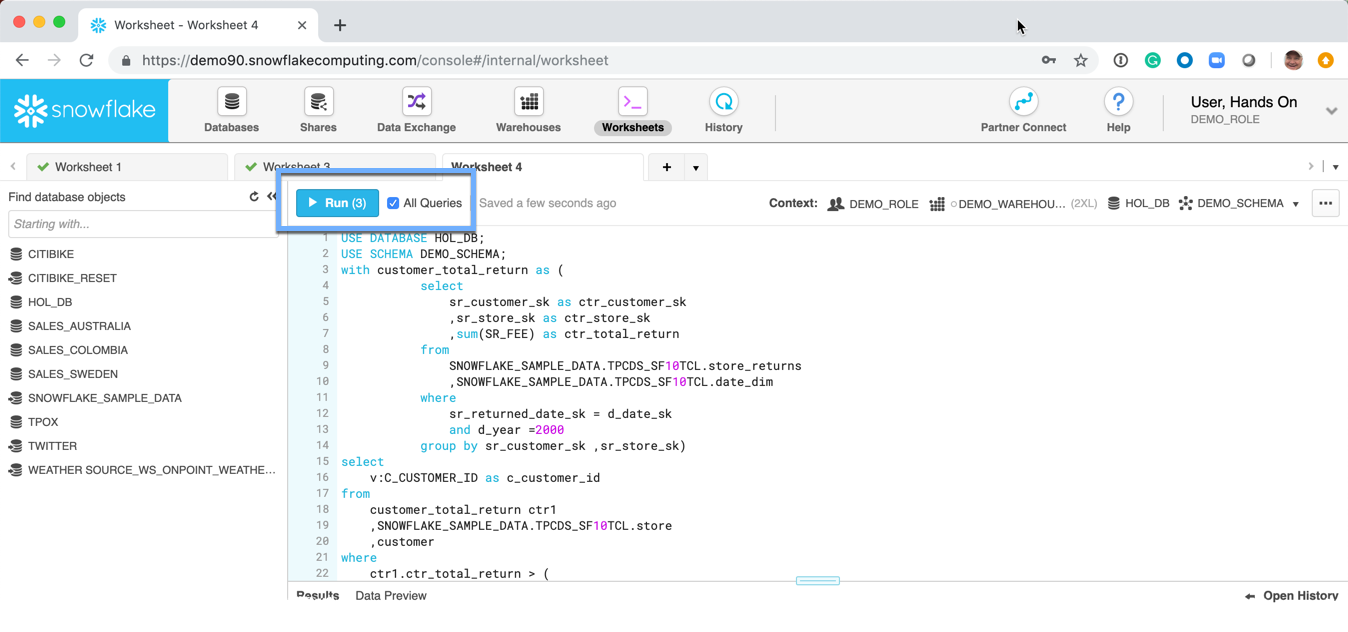 Worksheet - Worksheet 4
https://demo90.snowflakecomputing.com/console#/internal/worksheet
snowflake
Databases
Shares
Data Exchange
Warehouses
Worksheets
History
Partner Connect
Help
User, Hands On
DEMO_ROLE
Worksheet 1
Worksheet 3
Worksheet 4
Find database objects
Starting with...
CITIBIKE
CITIBIKE_RESET
HOL_DB
SALES_AUSTRALIA
SALES_COLOMBIA
SALES_SWEDEN
SNOWFLAKE_SAMPLE_DATA
TPOX
TWITTER
WEATHER SOURCE_WS_ONPOINT_WEATHE...
Run (3) All Queries Saved a few seconds ago
Context: DEMO_ROLE DEMO_WAREHOU... (2XL) HOL_DB DEMO_SCHEMA
1 USE DATABASE HOL_DB;
2 USE SCHEMA DEMO_SCHEMA;
3 with customer_total_return as (
4 select
5 sr_customer_sk as ctr_customer_sk
6 ,sr_store_sk as ctr_store_sk
7 ,sum(SR_FEE) as ctr_total_return
8 from
9 SNOWFLAKE_SAMPLE_DATA.TPCDS_SF10TCL.store_returns
10 ,SNOWFLAKE_SAMPLE_DATA.TPCDS_SF10TCL.date_dim
11 where
12 sr_returned_date_sk = d_date_sk
13 and d_year =2000
14 group by sr_customer_sk ,sr_store_sk)
15 select
16 v:C_CUSTOMER_ID as c_customer_id
17 from
18 customer_total_return ctr1
19 ,SNOWFLAKE_SAMPLE_DATA.TPCDS_SF10TCL.store
20 ,customer
21 where
22 ctr1.ctr_total_return > (
Results Data Preview
Open History